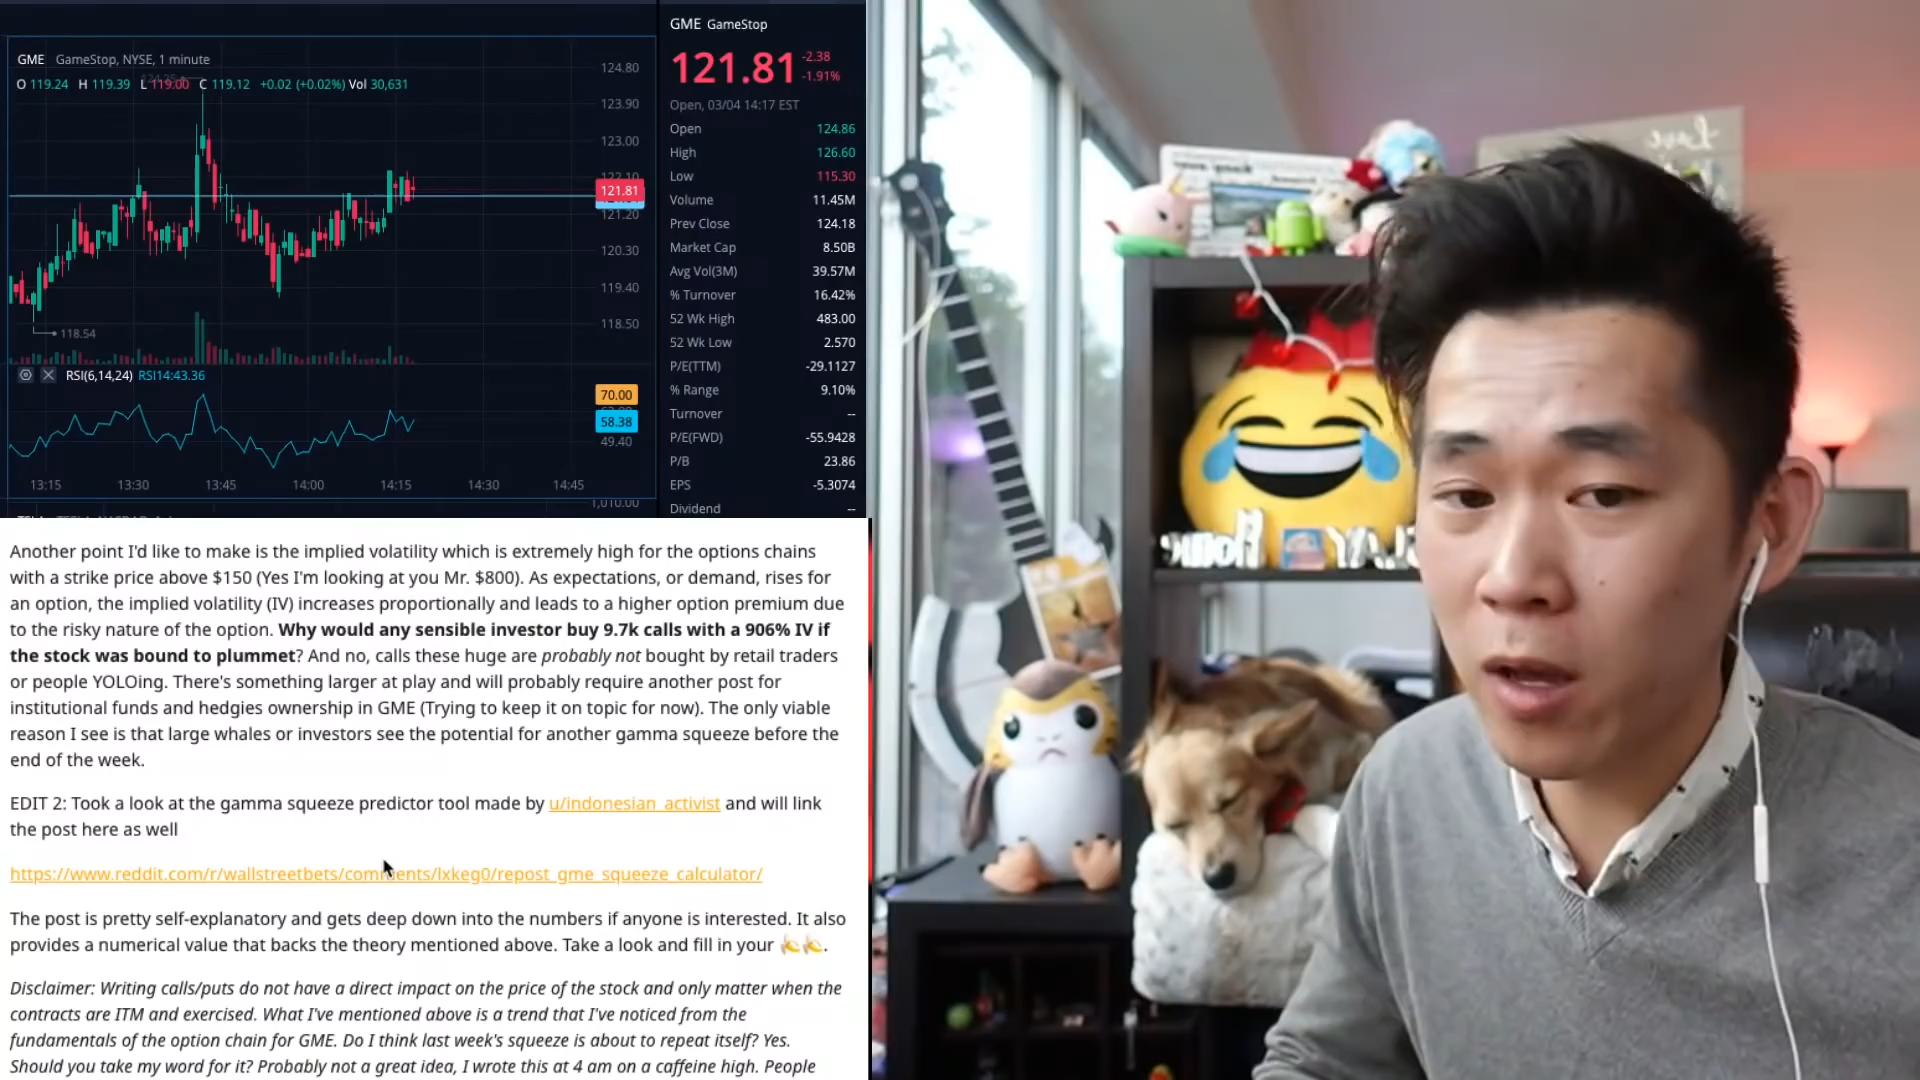 GME GameStop, NYSE, 1 minute
O 119.24 H 119.39 L 119.00 C 119.12 +0.02 (+0.02%) Vol 30,631
124.80
123.90
123.00
122.10
121.81
121.20
120.30
119.40
118.50
118.54
RSI(6,14,24) RSI14:43.36
70.00
58.38
49.40
13:15 13:30 13:45 14:00 14:15 14:30 14:45
1,010.00
GME GameStop
121.81 -2.38
-1.91%
Open, 03/04 14:17 EST
Open 124.86
High 126.60
Low 115.30
Volume 11.45M
Prev Close 124.18
Market Cap 8.50B
Avg Vol(3M) 39.57M
% Turnover 16.42%
52 Wk High 483.00
52 Wk Low 2.570
P/E(TTM) -29.1127
% Range 9.10%
Turnover --
P/E(FWD) -55.9428
P/B 23.86
EPS -5.3074
Dividend --
Another point I'd like to make is the implied volatility which is extremely high for the options chains
with a strike price above $150 (Yes I'm looking at you Mr. $800). As expectations, or demand, rises for
an option, the implied volatility (IV) increases proportionally and leads to a higher option premium due
to the risky nature of the option. Why would any sensible investor buy 9.7k calls with a 906% IV if
the stock was bound to plummet? And no, calls these huge are probably not bought by retail traders
or people YOLOing. There's something larger at play and will probably require another post for
institutional funds and hedgies ownership in GME (Trying to keep it on topic for now). The only viable
reason I see is that large whales or investors see the potential for another gamma squeeze before the
end of the week.
EDIT 2: Took a look at the gamma squeeze predictor tool made by u/indonesian_activist and will link
the post here as well
https://www.reddit.com/r/wallstreetbets/comments/lxkeg0/repost_gme_squeeze_calculator/
The post is pretty self-explanatory and gets deep down into the numbers if anyone is interested. It also
provides a numerical value that backs the theory mentioned above. Take a look and fill in your 🍌🍌.
Disclaimer: Writing calls/puts do not have a direct impact on the price of the stock and only matter when the
contracts are ITM and exercised. What I've mentioned above is a trend that I've noticed from the
fundamentals of the option chain for GME. Do I think last week's squeeze is about to repeat itself? Yes.
Should you take my word for it? Probably not a great idea, I wrote this at 4 am on a caffeine high. People
Love